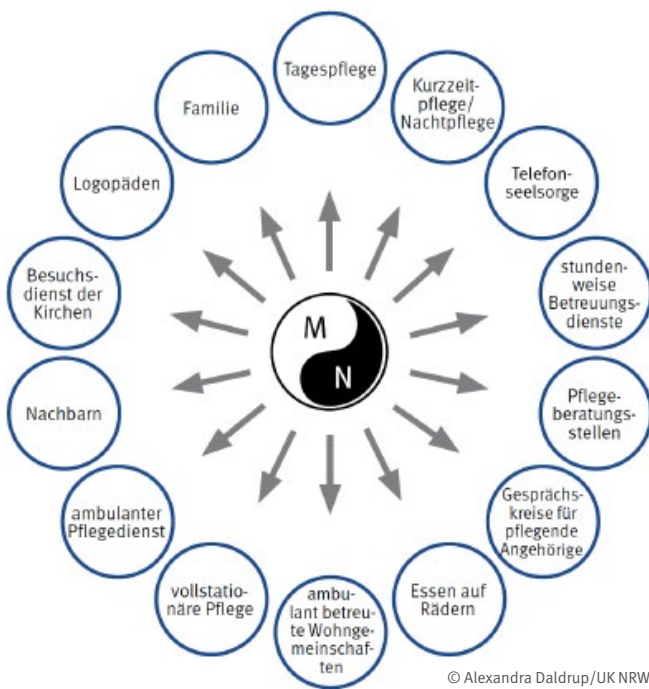 Tagespflege
Kurzzeit-
pflege/
Nachtpflege
Telefon-
seelsorge
stunden-
weise
Betreuungs-
dienste
Pflege-
beratungs-
stellen
Gesprächs-
kreise für
pflegende
Angehörige
Essen auf
Rädern
ambu-
lant betreu-
te Wohnge-
meinschaf-
ten
vollstatio-
näre Pflege
ambulanter
Pflegedienst
Nachbarn
Besuchs-
dienst der
Kirchen
Logopäden
Familie
M
N
© Alexandra Daldrup/UK NRW